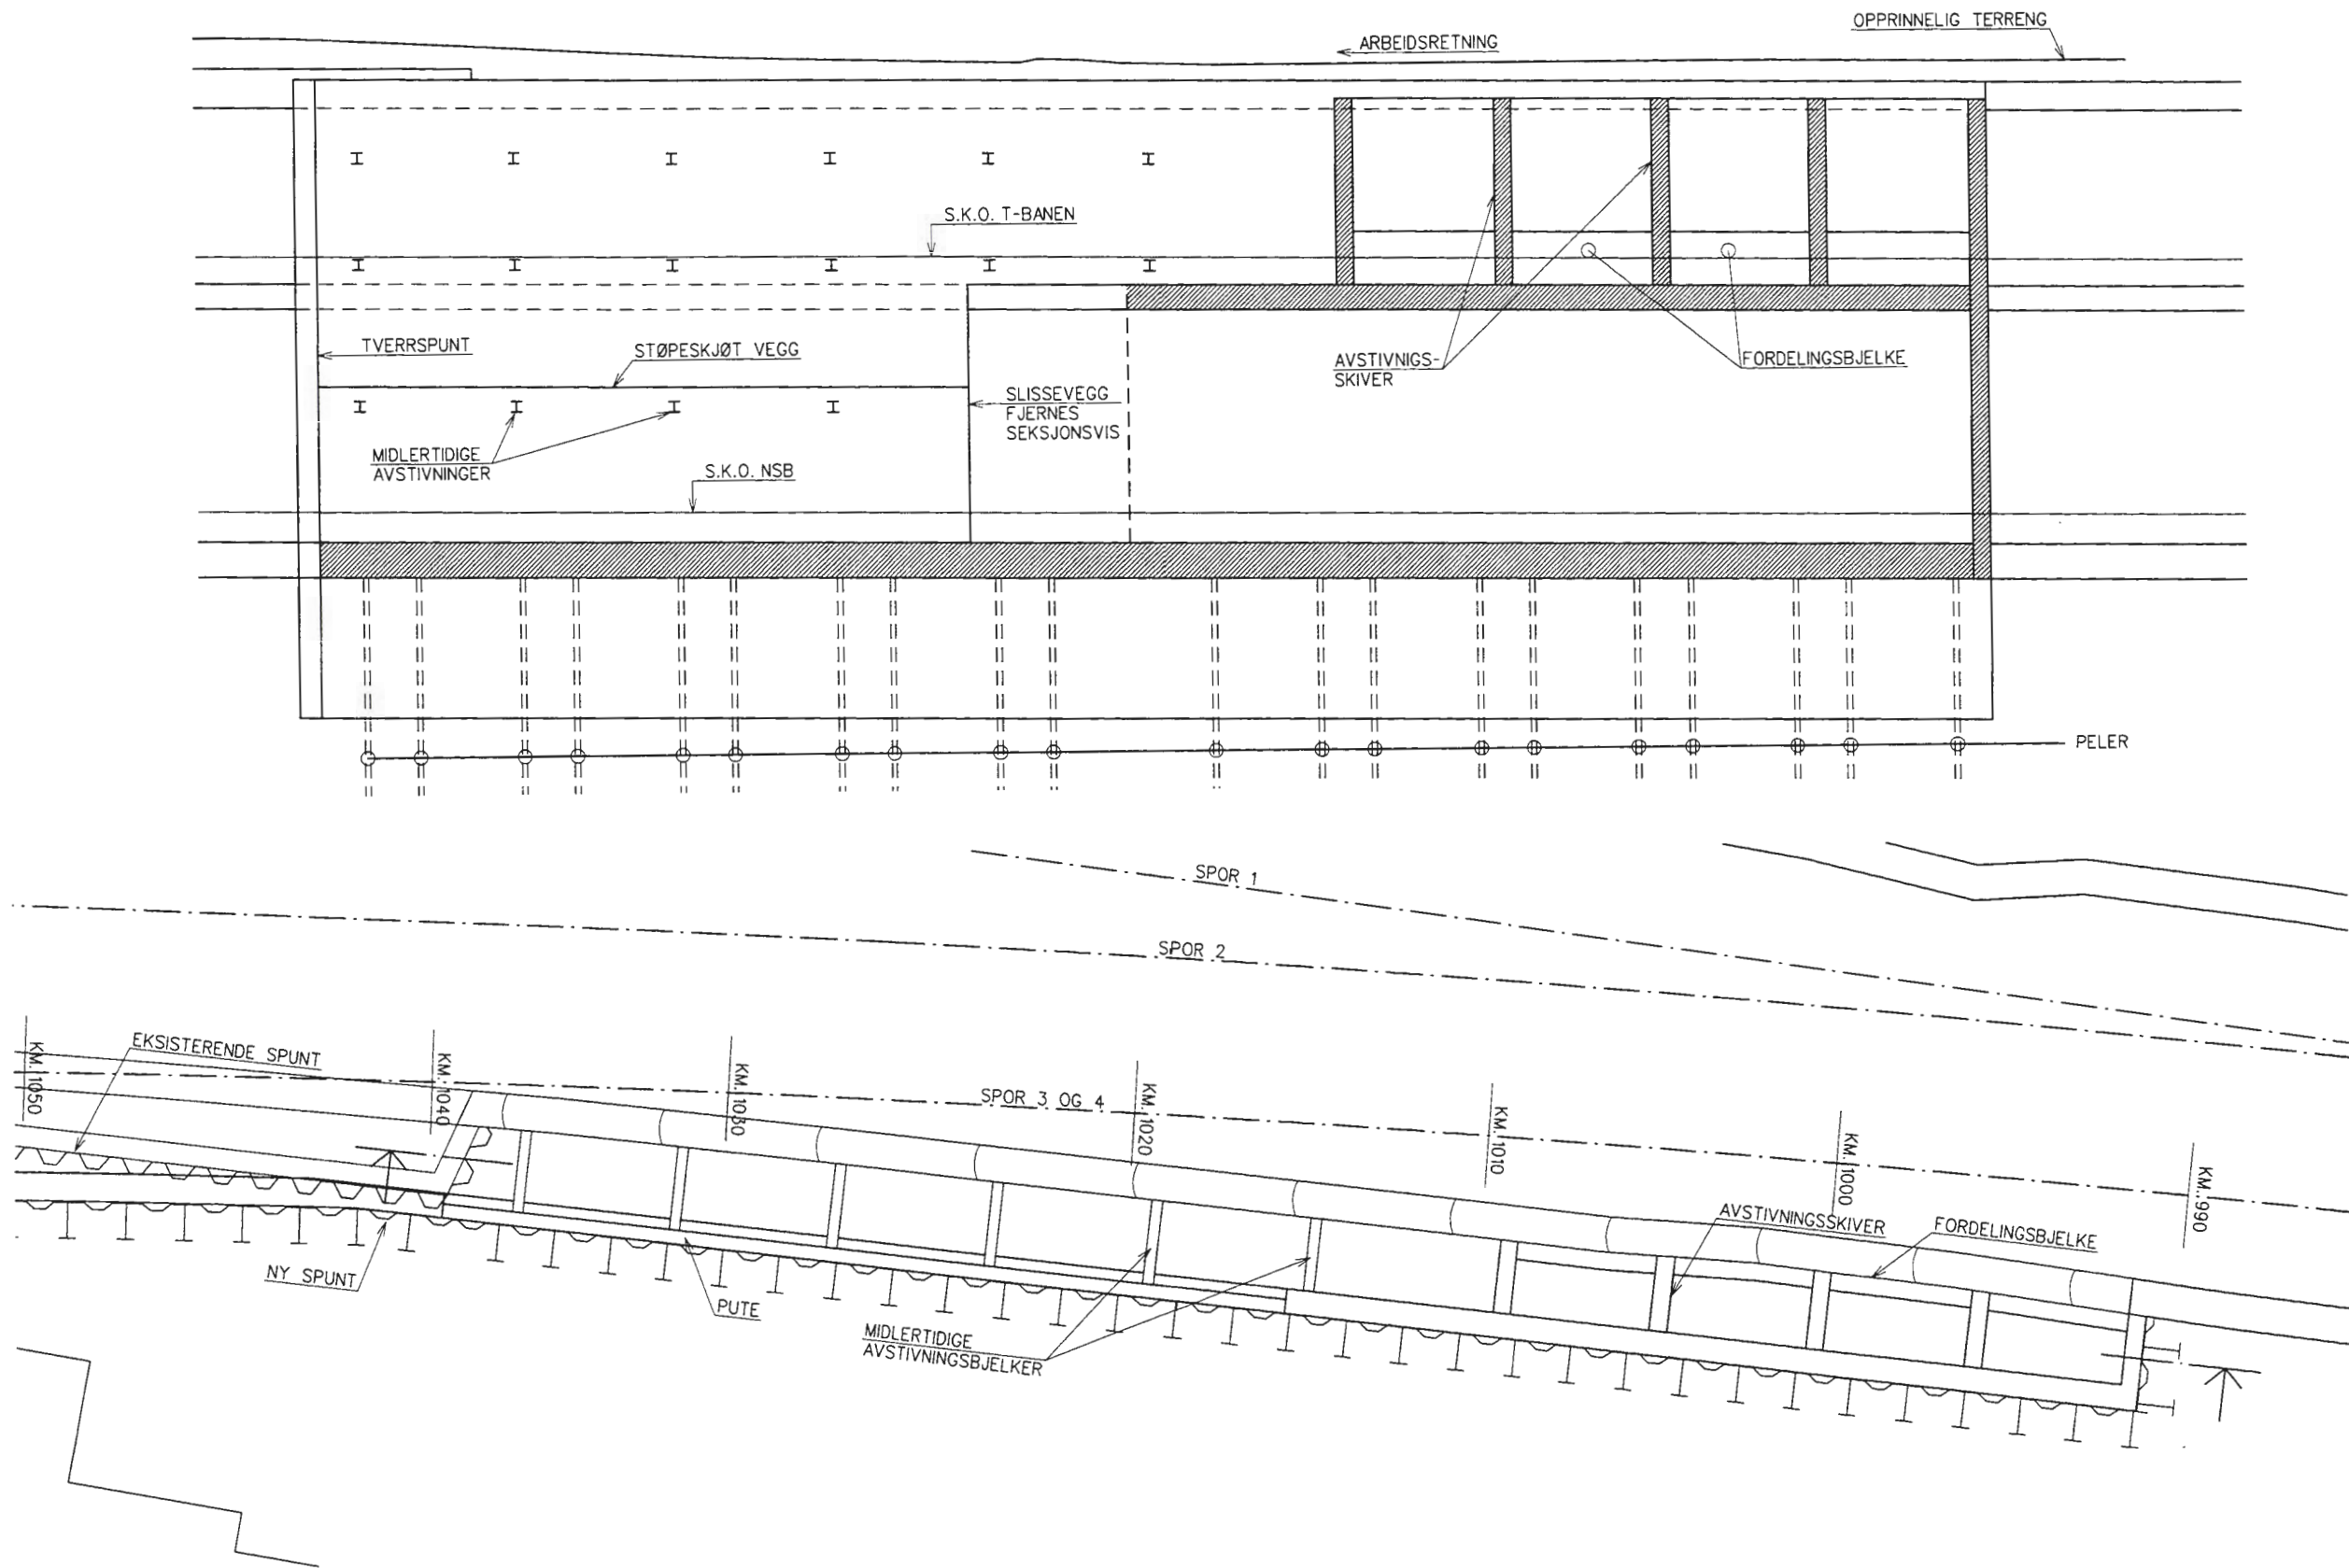 OPPRINNELIG TERRENG
ARBEIDSRETNING
S.K.O. T-BANEN
TVERRSPUNT
STØPESKJØT VEGG
AVSTIVNIGS-
SKIVER
FORDELINGSBJELKE
SLISSEVEGG
FJERNES
SEKSJONSVIS
MIDLERTIDIGE
AVSTIVNINGER
S.K.O. NSB
PELER
SPOR 1
SPOR 2
EKSISTERENDE SPUNT
SPOR 3 OG 4
KM. 1050
KM. 1040
KM. 1030
KM. 1020
KM. 1010
KM. 1000
KM. 990
AVSTIVNINGSSKIVER
FORDELINGSBJELKE
NY SPUNT
PUTE
MIDLERTIDIGE
AVSTIVNINGSBJELKER